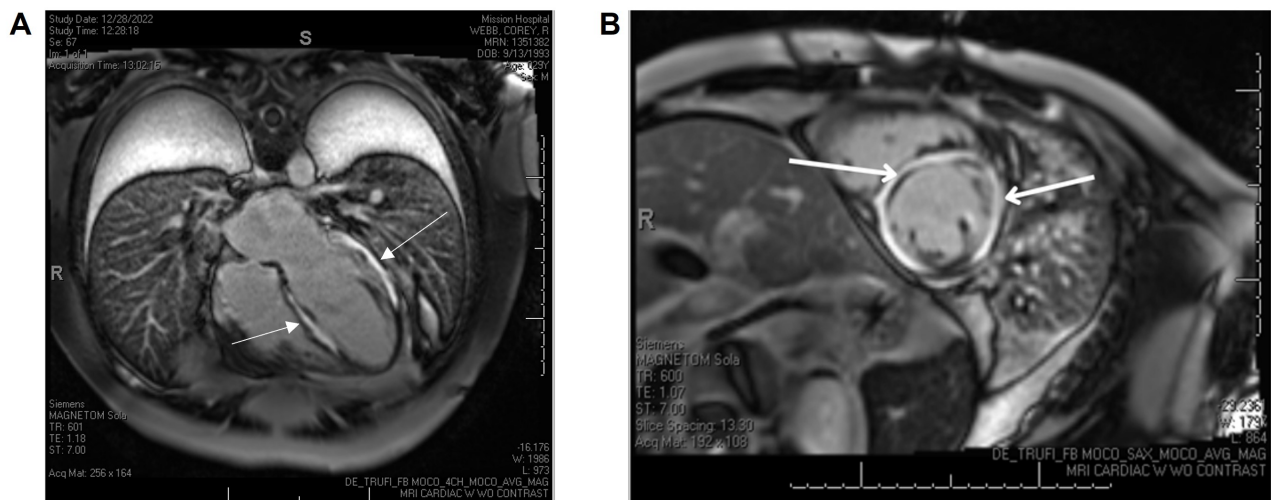 A
Study Date: 12/28/2022
Study Time: 12:28:18
Se: 67
Im: 1 of 1
Acquisition Time: 13:02:15
S
Mission Hospital
WEBB, COREY, R
MRN: 1351382
DOB: 9/13/1993
Age: 029Y
Sex: M
R
Siemens
MAGNETOM Sola
TR: 601
TE: 1.18
ST: 7.00
Acq Mat: 256 x 164
-16.176
W: 1986
L: 973
DE_TRUFI_FB MOCO_4CH_MOCO_AVG_MAG
MRI CARDIAC W WO CONTRAST
B
R
Siemens
MAGNETOM Sola
TR: 600
TE: 1.07
ST: 7.00
Slice Spacing: 13.30
Acq Mat: 192 x 108
W:
L: 864
DE_TRUFI_FB MOCO_SAX_MOCO_AVG_MAG
MRI CARDIAC W WO CONTRAST